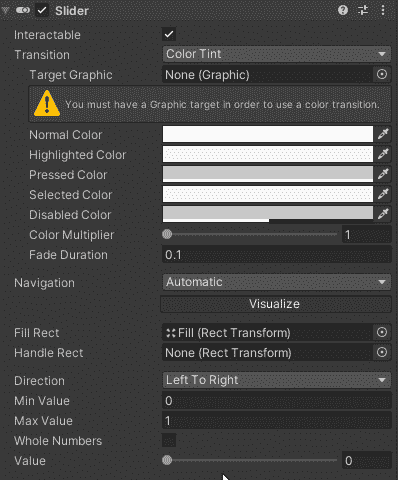 Slider
Interactable
Transition Color Tint
Target Graphic None (Graphic)
You must have a Graphic target in order to use a color transition.
Normal Color
Highlighted Color
Pressed Color
Selected Color
Disabled Color
Color Multiplier 1
Fade Duration 0.1
Navigation Automatic
Visualize
Fill Rect Fill (Rect Transform)
Handle Rect None (Rect Transform)
Direction Left To Right
Min Value 0
Max Value 1
Whole Numbers
Value 0